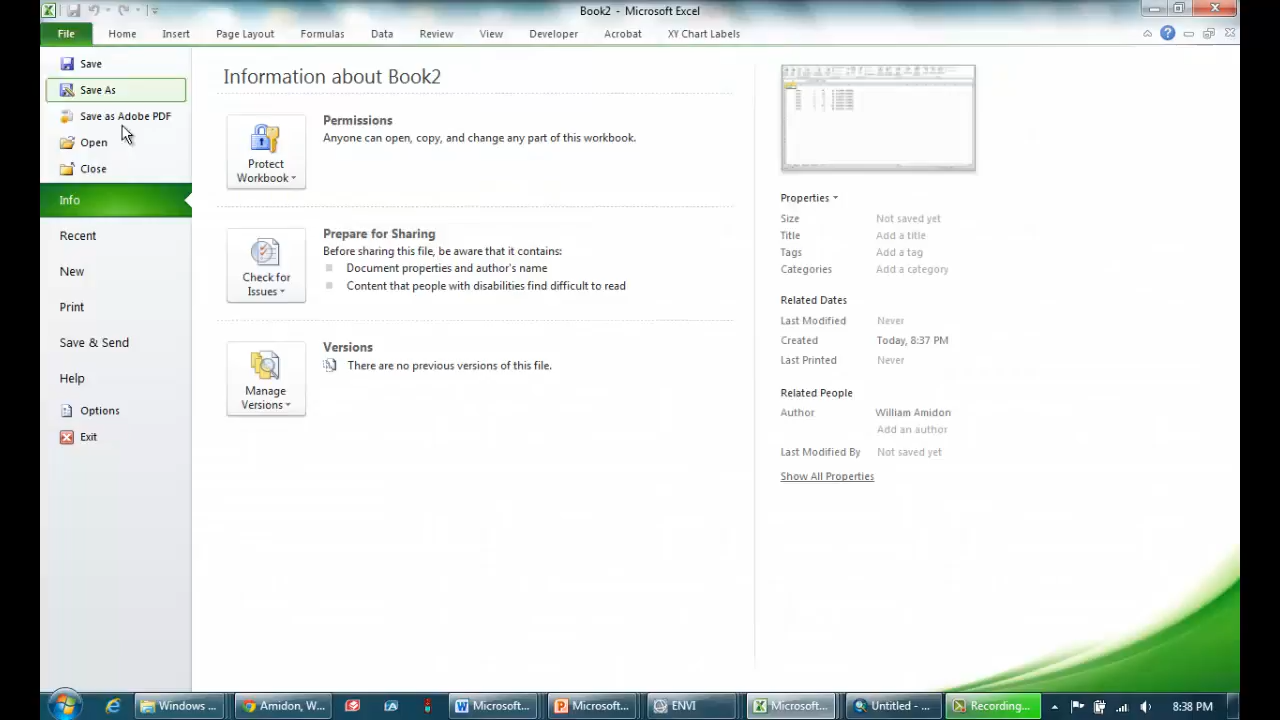 Book2 - Microsoft Excel
File Home Insert Page Layout Formulas Data Review View Developer Acrobat XY Chart Labels
Save
Save As
Save as Adobe PDF
Open
Close
Info
Recent
New
Print
Save & Send
Help
Options
Exit
Information about Book2
Protect
Workbook
Permissions
Anyone can open, copy, and change any part of this workbook.
Check for
Issues
Prepare for Sharing
Before sharing this file, be aware that it contains:
Document properties and author's name
Content that people with disabilities find difficult to read
Manage
Versions
Versions
There are no previous versions of this file.
Properties
Size Not saved yet
Title Add a title
Tags Add a tag
Categories Add a category
Related Dates
Last Modified Never
Created Today, 8:37 PM
Last Printed Never
Related People
Author William Amidon
Add an author
Last Modified By Not saved yet
Show All Properties
Windows ... Amidon, W... Microsoft... Microsoft... ENVI Microsoft... Untitled - ... Recording... 8:38 PM